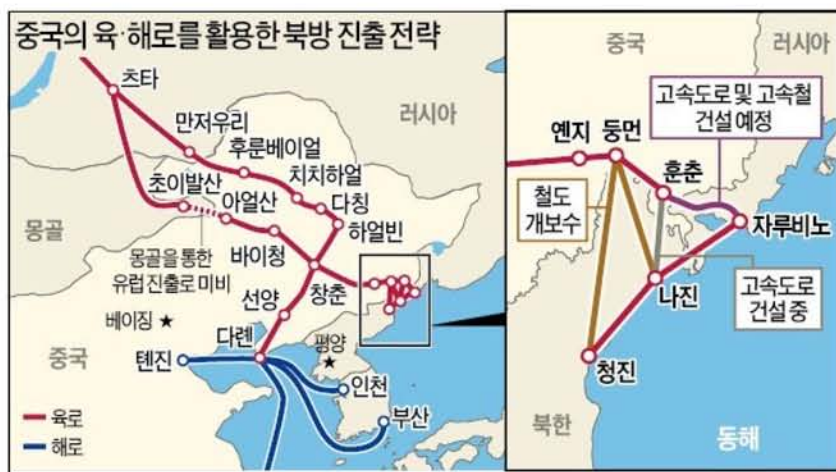 중국의 육·해로를 활용한 북방 진출 전략
츠타
만저우리
후룬베이얼
치치하얼
다칭
하얼빈
러시아
초이발산
아얼산
바이청
몽골
몽골을 통한
유럽 진출로 미비
선양
창춘
베이징 ★
다롄
평양
★
중국
톈진
인천
부산
육로
해로
중국
러시아
고속도로 및 고속철
건설 예정
옌지
둥먼
훈춘
철도
개보수
자루비노
나진
고속도로
건설 중
청진
북한
동해